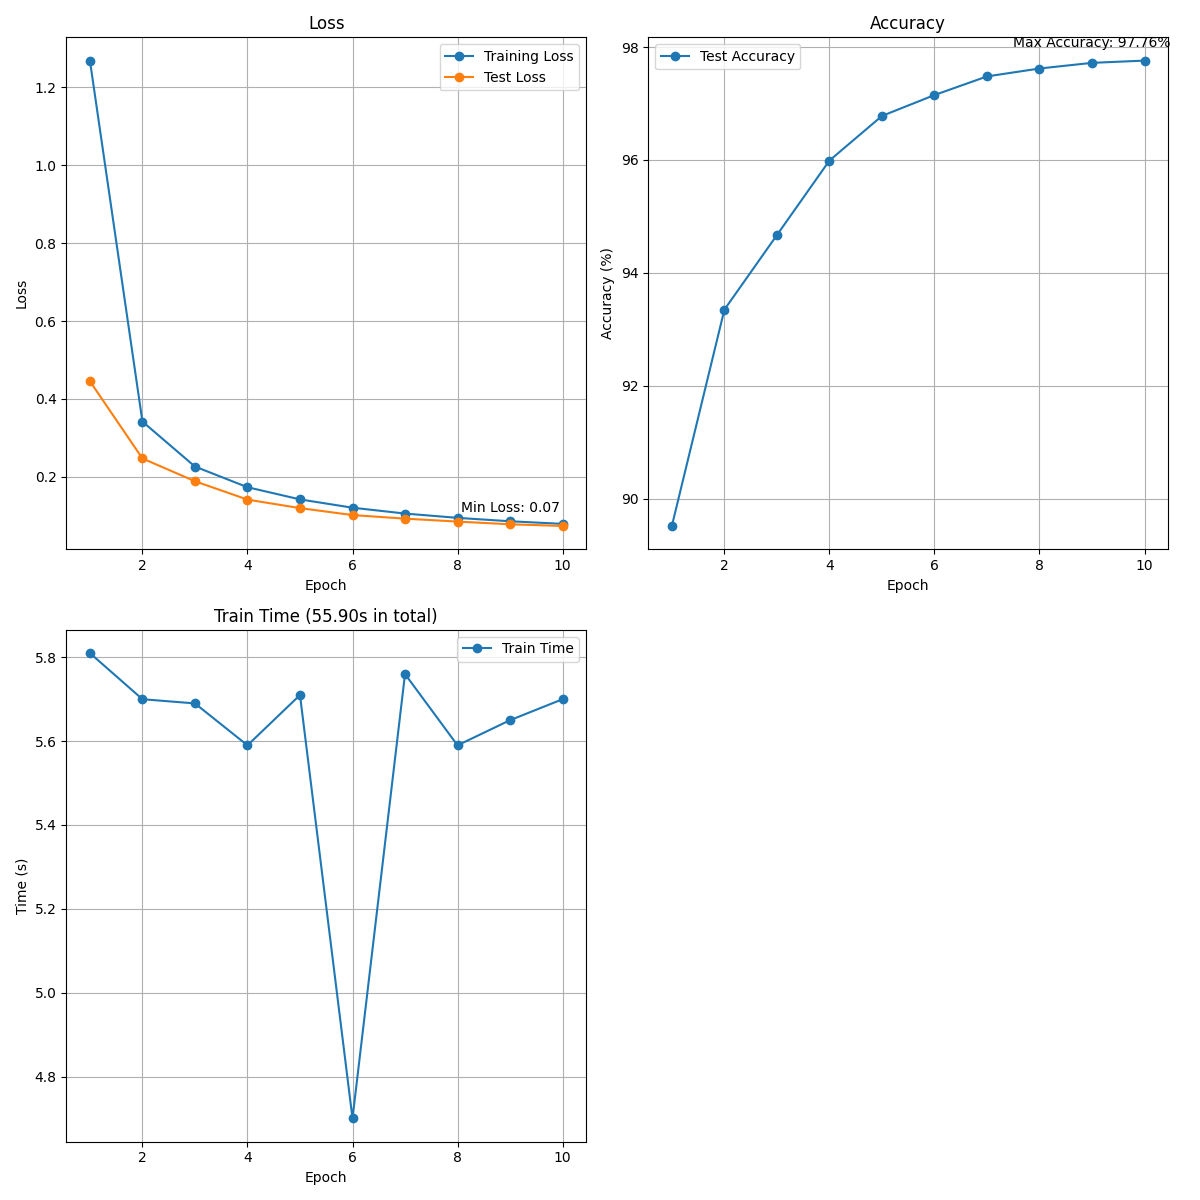 Loss
Training Loss
Test Loss
1.2
1.0
0.8
0.6
0.4
0.2
Loss
Min Loss: 0.07
2 4 6 8 10
Epoch
Accuracy
Max Accuracy: 97.76%
Test Accuracy
98
96
94
92
90
Accuracy (%)
2 4 6 8 10
Epoch
Train Time (55.90s in total)
Train Time
5.8
5.6
5.4
5.2
5.0
4.8
Time (s)
2 4 6 8 10
Epoch